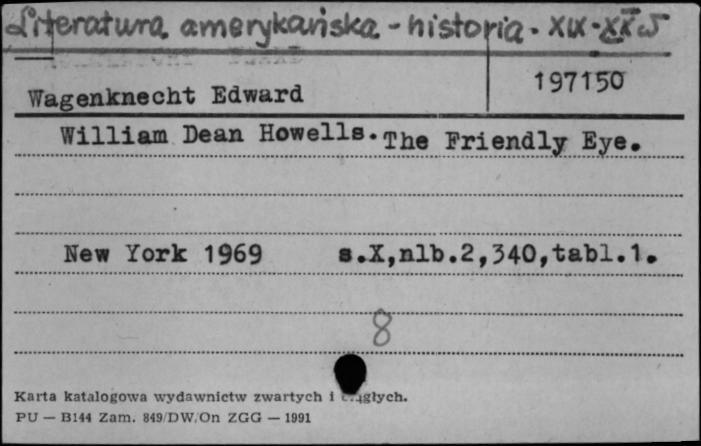 Literatura amerykańska - historia - XIX - XX w
197150
Wagenknecht Edward
William Dean Howells. The Friendly Eye.
New York 1969 s.X,nlb.2,340,tabl.1.
8
Karta katalogowa wydawnictw zwartych i ciągłych.
PU — B144 Zam. 849/DW/On ZGG — 1991